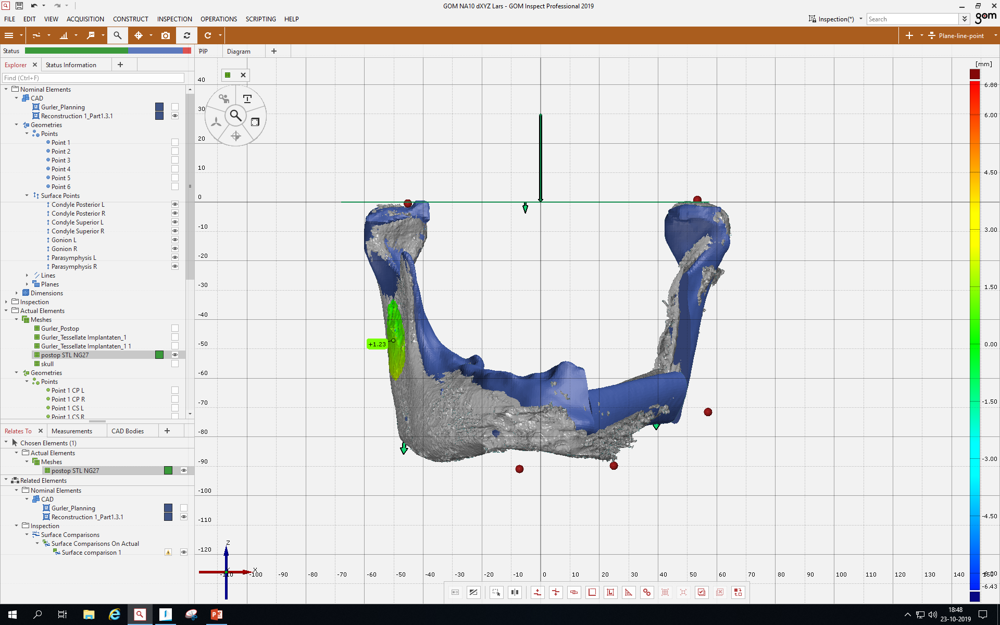 GOM NA10 dXYZ Lars - GOM Inspect Professional 2019
FILE EDIT VIEW ACQUISITION CONSTRUCT INSPECTION OPERATIONS SCRIPTING HELP
Inspection(*) Search gom
Plane-line-point
Status
PIP Diagram
Explorer Status Information
Find (Ctrl+F)
Nominal Elements
CAD
Gurler_Planning
Reconstruction 1_Part1.3.1
Geometries
Points
Point 1
Point 2
Point 3
Point 4
Point 5
Point 6
Surface Points
Condyle Posterior L
Condyle Posterior R
Condyle Superior L
Condyle Superior R
Gonion L
Gonion R
Parasymphysis L
Parasymphysis R
Lines
Planes
Dimensions
Inspection
Actual Elements
Meshes
Gurler_Postop
Gurler_Tessellate Implantaten_1
Gurler_Tessellate Implantaten_1 1
postop STL NG27
skull
Geometries
Points
Point 1 CP L
Point 1 CP R
Point 1 CS L
Point 1 CS R
Relates To Measurements CAD Bodies
Chosen Elements (1)
Actual Elements
Meshes
postop STL NG27
Related Elements
Nominal Elements
CAD
Gurler_Planning
Reconstruction 1_Part1.3.1
Inspection
Surface Comparisons
Surface Comparisons On Actual
Surface comparison 1
40
30
20
10
0
-10
-20
-30
-40
-50
-60
-70
-80
-90
-100
-110
-120
+1.23
Z
X
-110 -100 -90 -80 -70 -60 -50 -40 -30 -20 -10 0 10 20 30 40 50 60 70 80 90 100 110 120 130 140
[mm]
6.88
6.00
4.50
3.00
1.50
0.00
-1.50
-3.00
-4.50
-6.43
18:48
23-10-2019